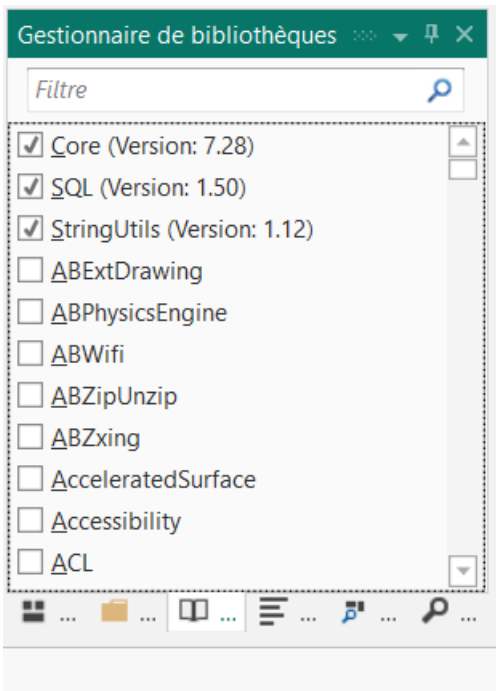 Gestionnaire de bibliothèques
Filtre
Core (Version: 7.28)
SQL (Version: 1.50)
StringUtils (Version: 1.12)
ABExtDrawing
ABPhysicsEngine
ABWifi
ABZipUnzip
ABZxing
AcceleratedSurface
Accessibility
ACL
... ... ... ... ... ...